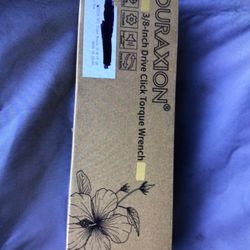 DURAXION®
3/8-Inch Drive Click Torque Wrench